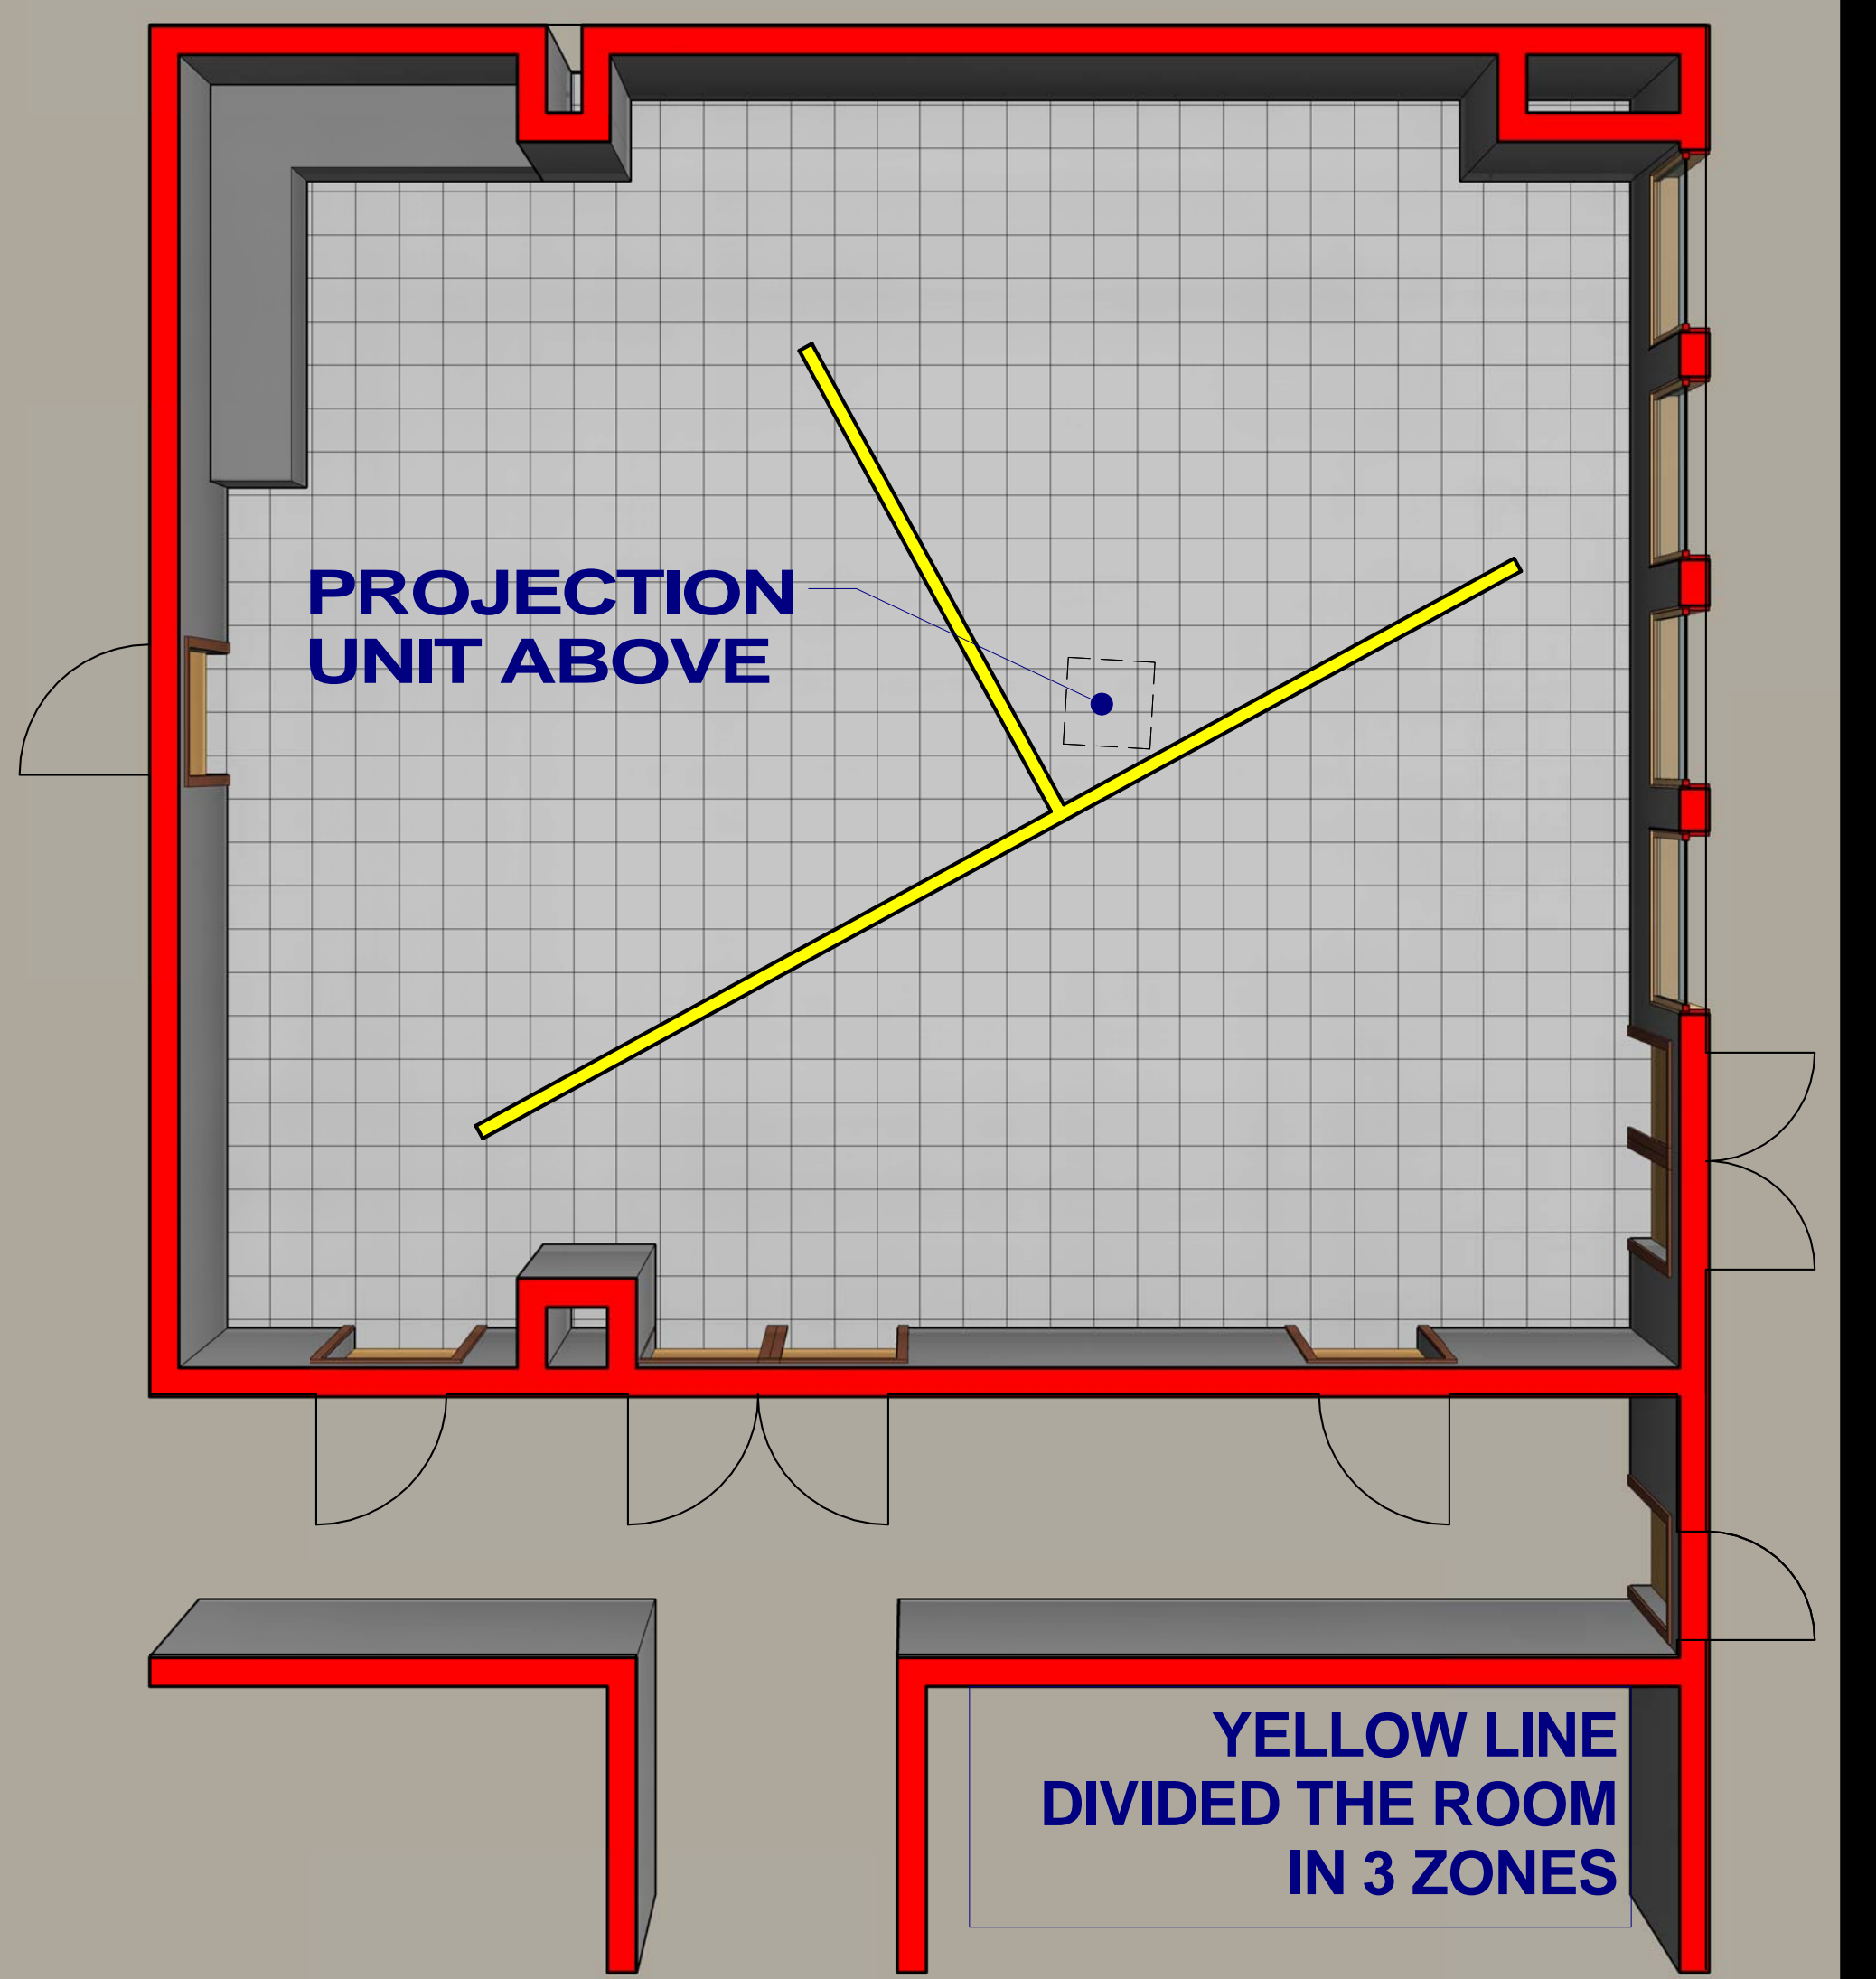 PROJECTION
UNIT ABOVE
YELLOW LINE
DIVIDED THE ROOM
IN 3 ZONES